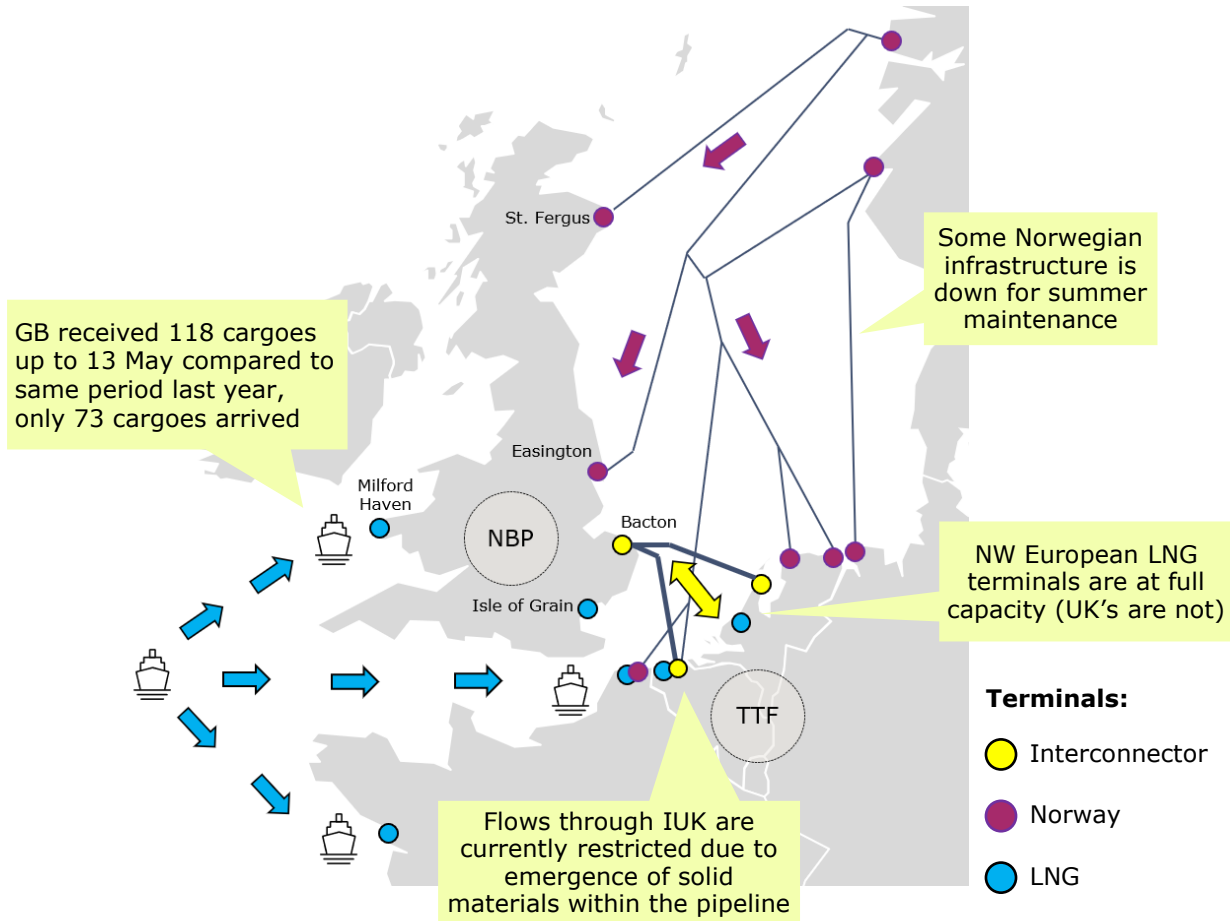 St. Fergus
Some Norwegian
infrastructure is
down for summer
maintenance
GB received 118 cargoes
up to 13 May compared to
same period last year,
only 73 cargoes arrived
Easington
Milford
Haven
NBP
Bacton
Isle of Grain
NW European LNG
terminals are at full
capacity (UK's are not)
TTF
Flows through IUK are
currently restricted due to
emergence of solid
materials within the pipeline
Terminals:
Interconnector
Norway
LNG